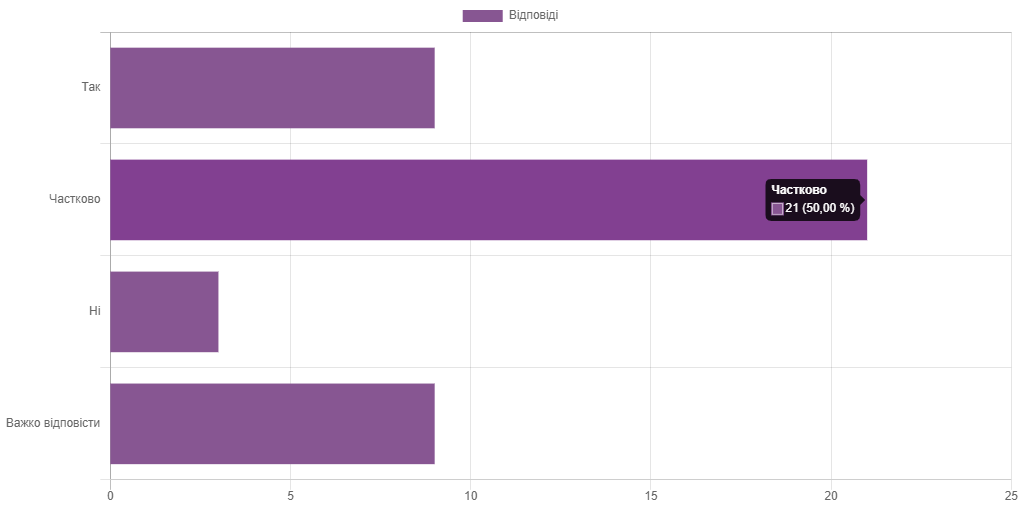 Відповіді
Так
Частково
Частково
21 (50,00 %)
Ні
Важко відповісти
0 5 10 15 20 25